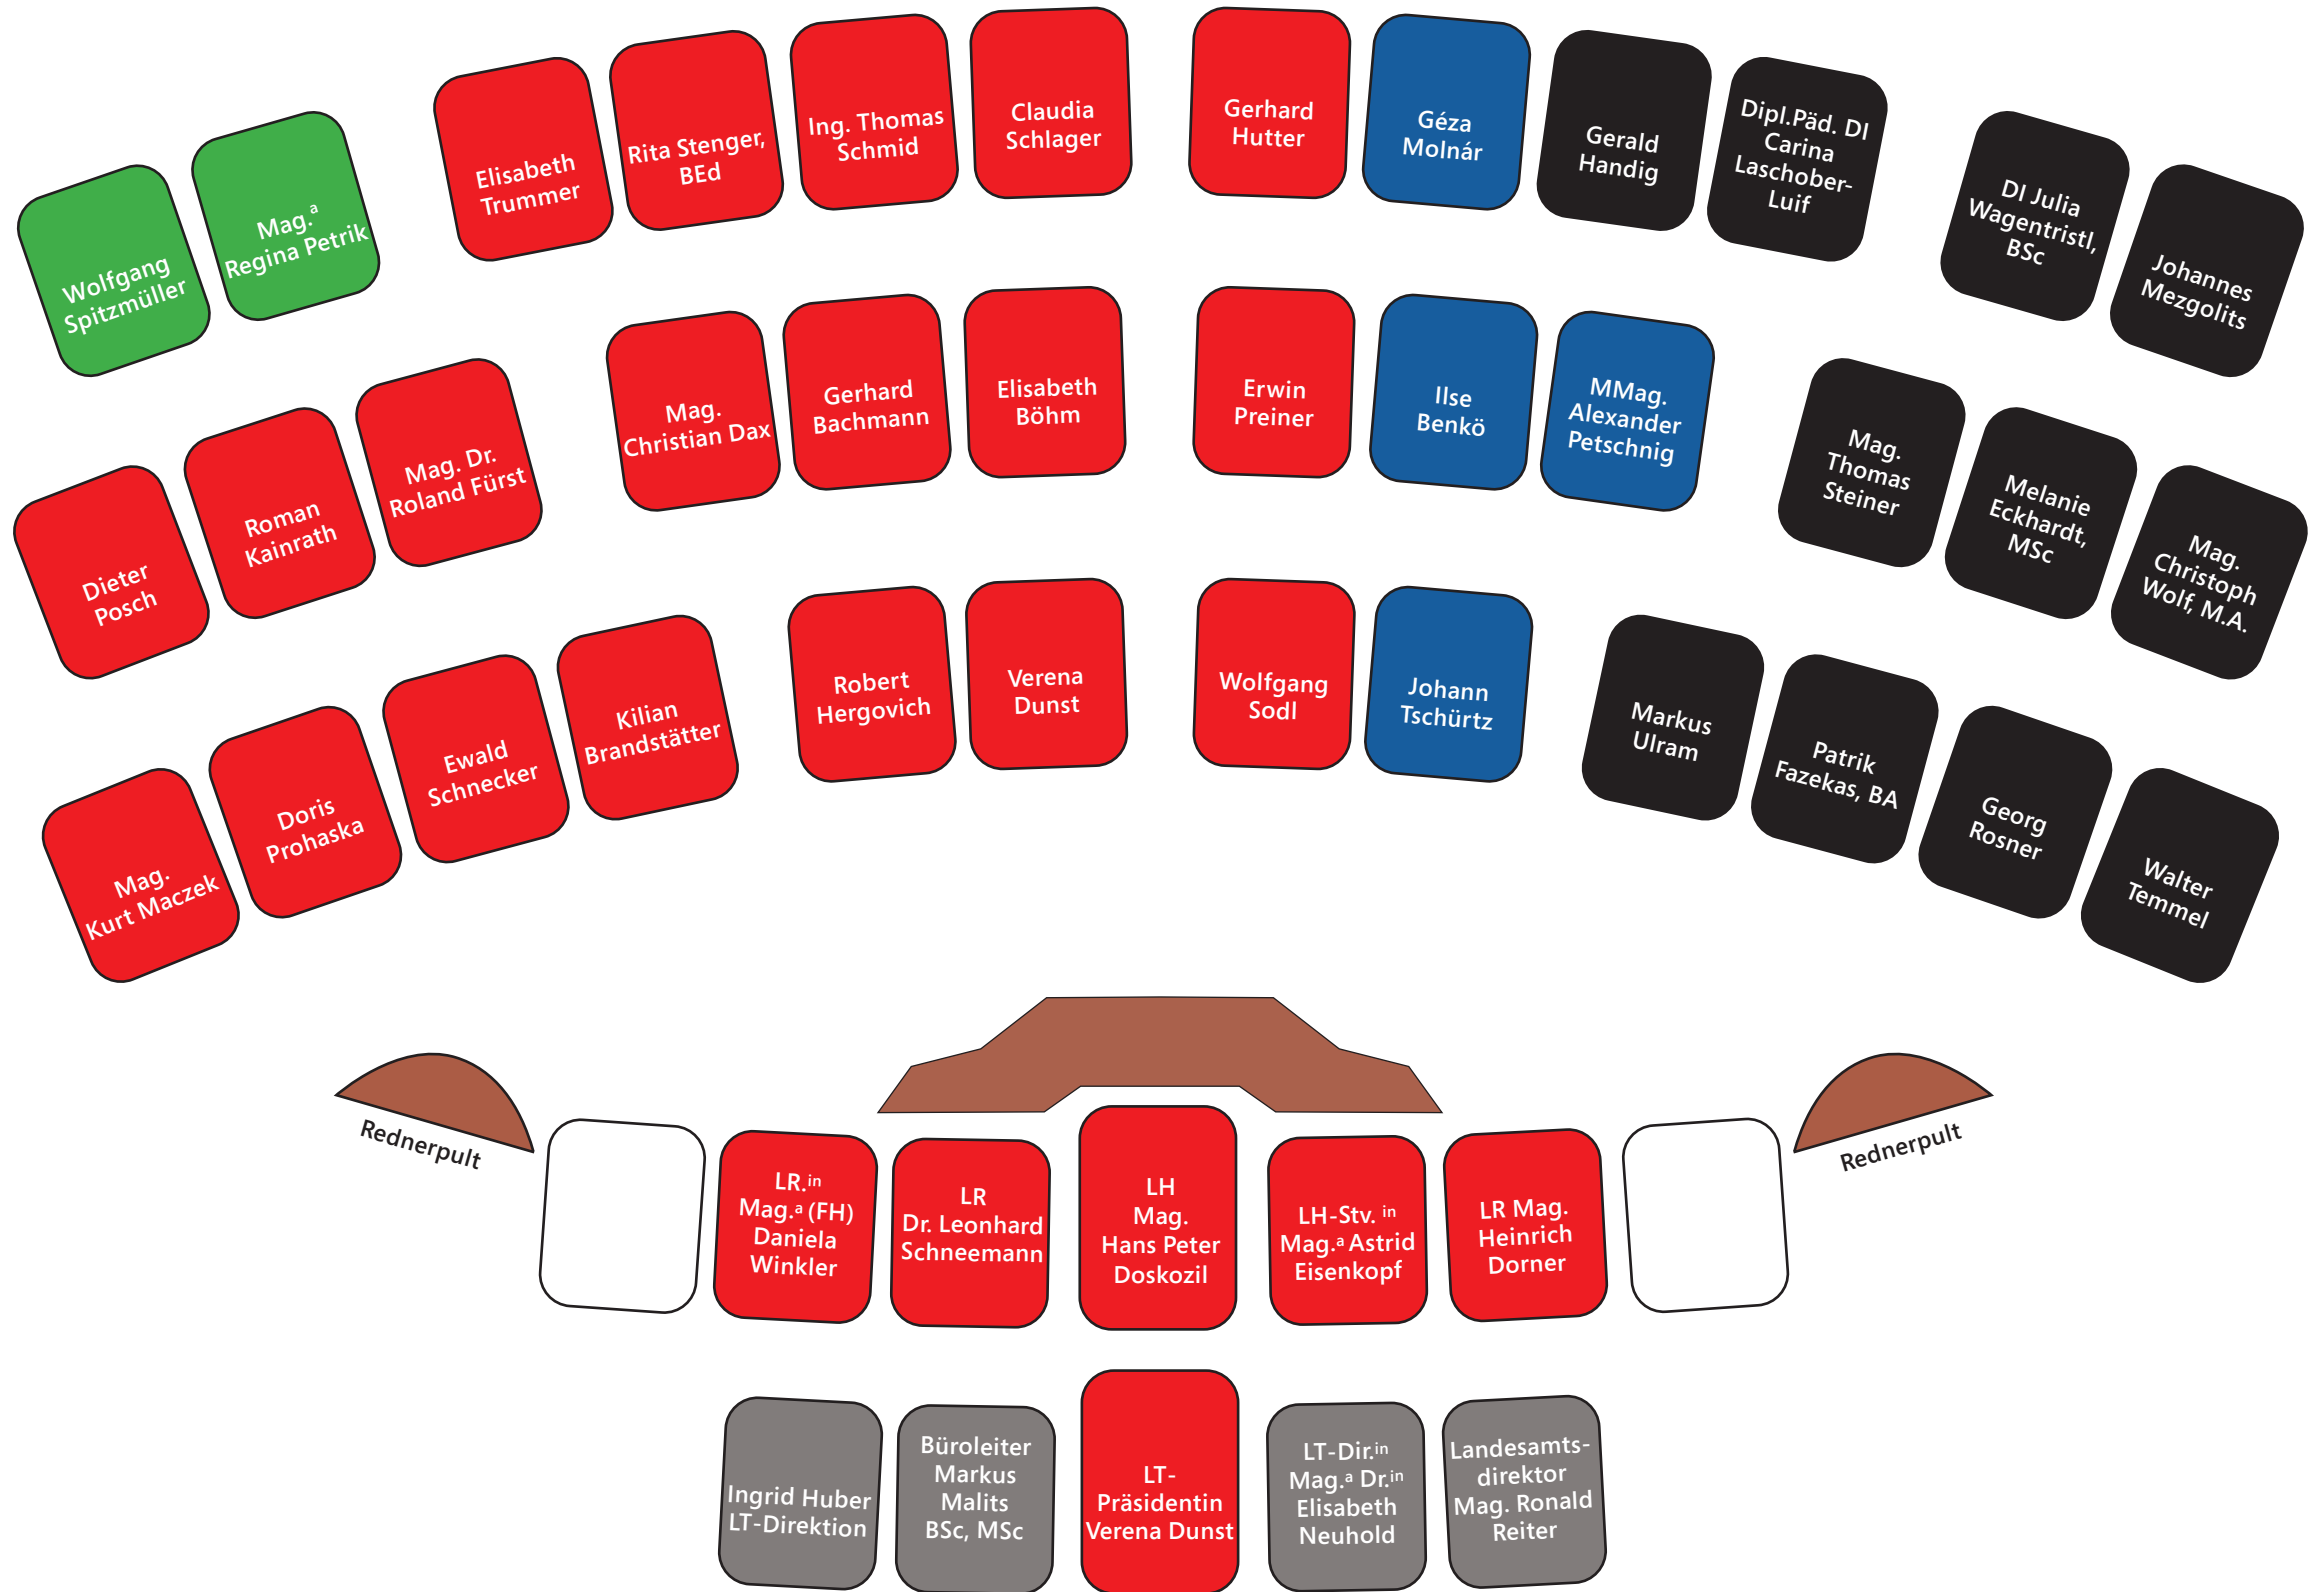 Wolfgang
Spitzmüller
Mag.ª
Regina Petrik
Elisabeth
Trummer
Rita Stenger,
BEd
Ing. Thomas
Schmid
Claudia
Schlager
Gerhard
Hutter
Géza
Molnár
Gerald
Handig
Dipl.Päd. DI
Carina
Laschober-
Luif
DI Julia
Wagentristl,
BSc
Johannes
Mezgolits
Dieter
Posch
Roman
Kainrath
Mag. Dr.
Roland Fürst
Mag.
Christian Dax
Gerhard
Bachmann
Elisabeth
Böhm
Erwin
Preiner
Ilse
Benkö
MMag.
Alexander
Petschnig
Mag.
Thomas
Steiner
Melanie
Eckhardt,
MSc
Mag.
Christoph
Wolf, M.A.
Mag.
Kurt Maczek
Doris
Prohaska
Ewald
Schnecker
Kilian
Brandstätter
Robert
Hergovich
Verena
Dunst
Wolfgang
Sodl
Johann
Tschürtz
Markus
Ulram
Patrik
Fazekas, BA
Georg
Rosner
Walter
Temmel
Rednerpult
Rednerpult
LR.in
Mag.ª (FH)
Daniela
Winkler
LR
Dr. Leonhard
Schneemann
LH
Mag.
Hans Peter
Doskozil
LH-Stv. in
Mag.ª Astrid
Eisenkopf
LR Mag.
Heinrich
Dorner
Ingrid Huber
LT-Direktion
Büroleiter
Markus
Malits
BSc, MSc
LT-
Präsidentin
Verena Dunst
LT-Dir.in
Mag.ª Dr.in
Elisabeth
Neuhold
Landesamts-
direktor
Mag. Ronald
Reiter